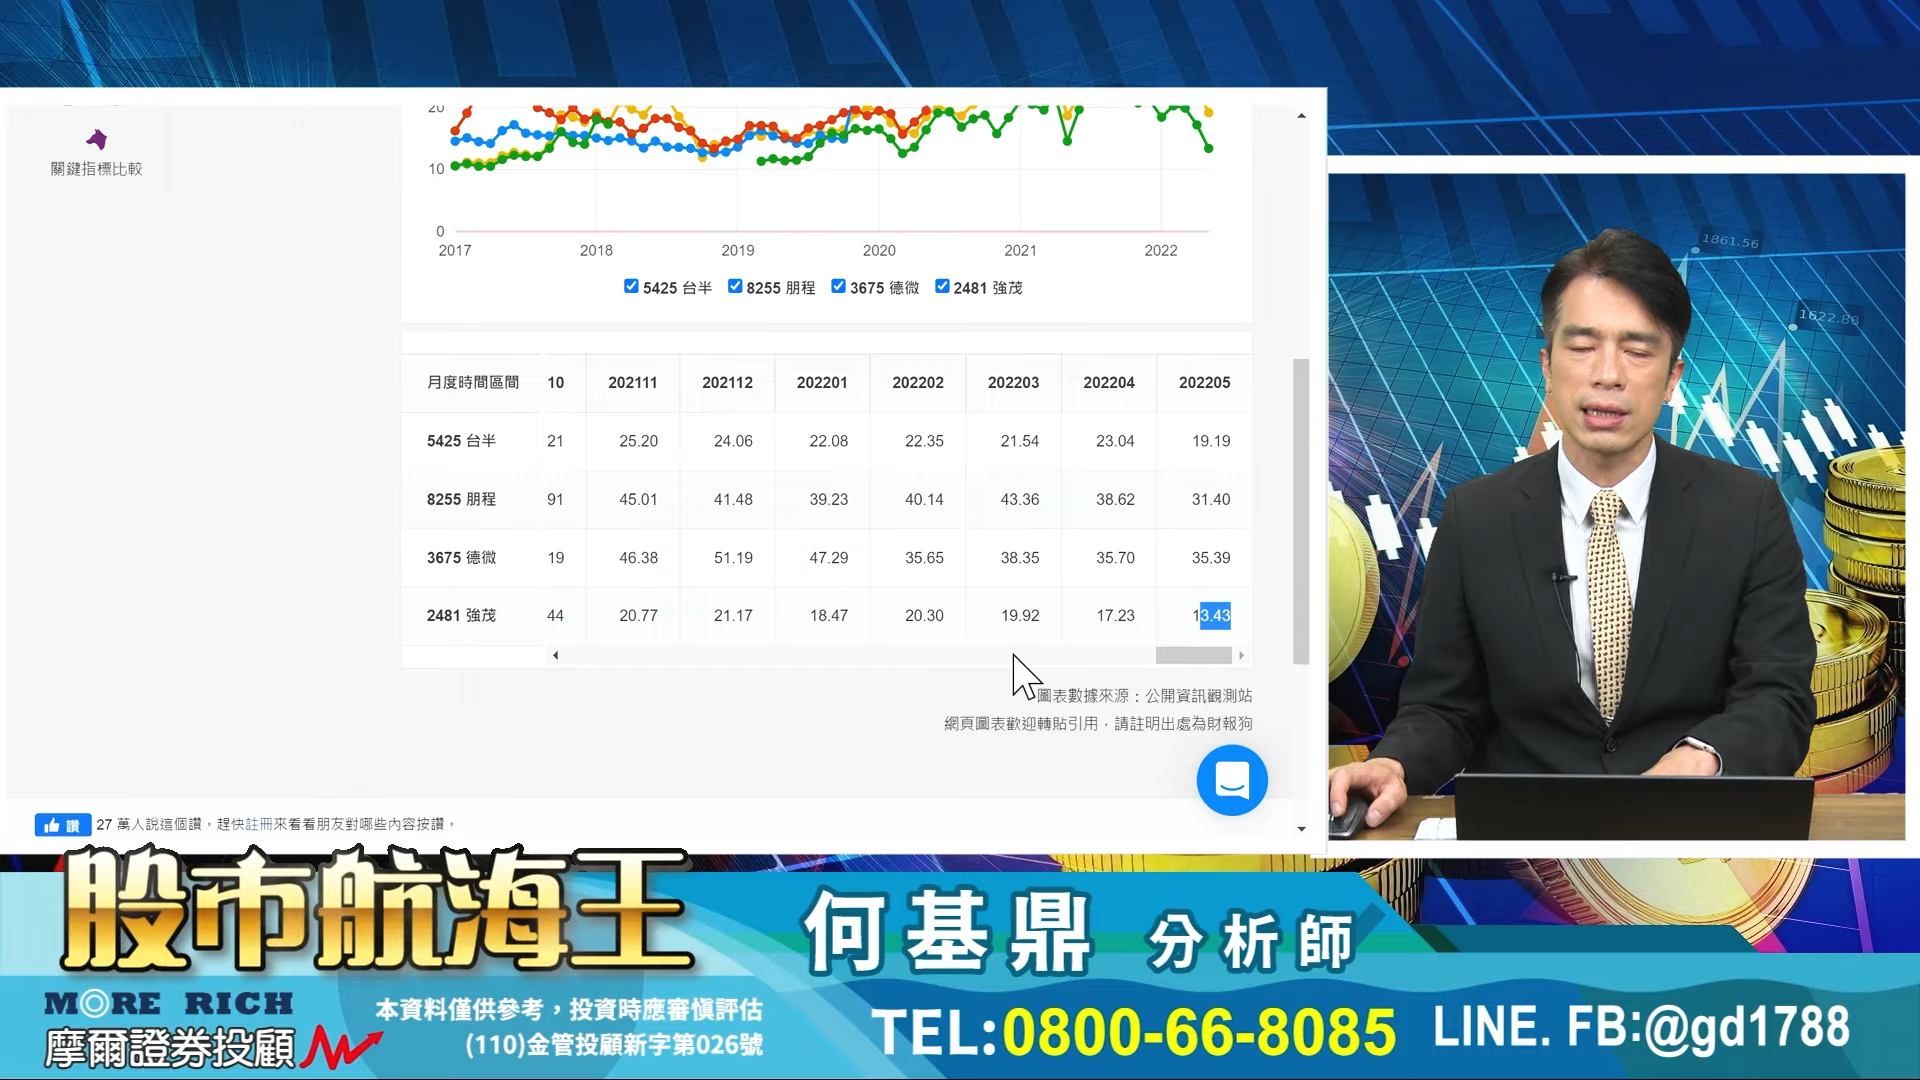 20
10
0
2017 2018 2019 2020 2021 2022
關鍵指標比較
5425 台半 8255 朋程 3675 德微 2481 強茂
月度時間區間 10 202111 202112 202201 202202 202203 202204 202205
5425 台半 21 25.20 24.06 22.08 22.35 21.54 23.04 19.19
8255 朋程 91 45.01 41.48 39.23 40.14 43.36 38.62 31.40
3675 德微 19 46.38 51.19 47.29 35.65 38.35 35.70 35.39
2481 強茂 44 20.77 21.17 18.47 20.30 19.92 17.23 13.43
圖表數據來源：公開資訊觀測站
網頁圖表歡迎轉貼引用，請註明出處為財報狗
讚 27 萬人說這個讚。趕快註冊來看看朋友對哪些內容按讚。
1861.56
1622.88
股市航海王
何基鼎 分析師
MORE RICH
摩爾證券投顧
本資料僅供參考，投資時應審慎評估
(110)金管投顧新字第026號
TEL:0800-66-8085
LINE. FB:@gd1788